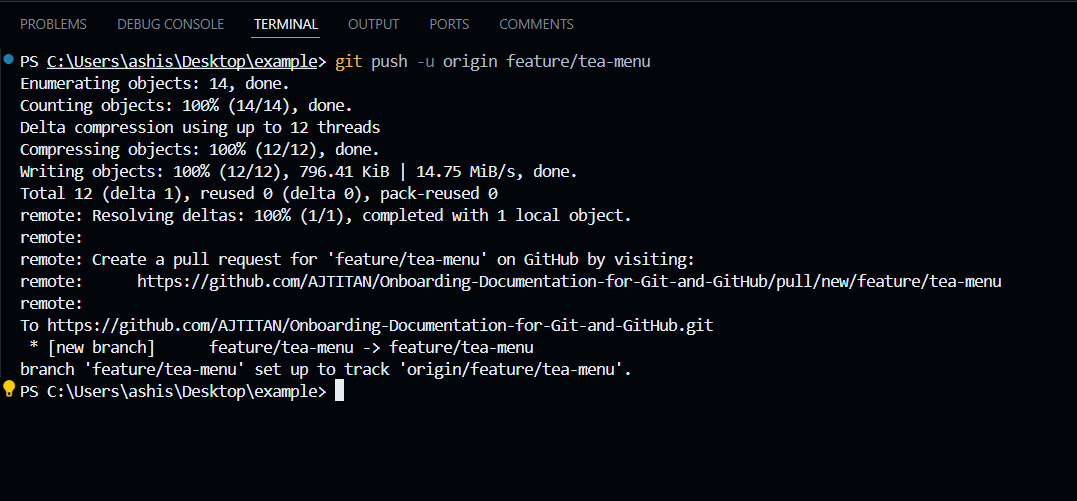 PROBLEMS DEBUG CONSOLE TERMINAL OUTPUT PORTS COMMENTS
PS C:\Users\ashis\Desktop\example> git push -u origin feature/tea-menu
Enumerating objects: 14, done.
Counting objects: 100% (14/14), done.
Delta compression using up to 12 threads
Compressing objects: 100% (12/12), done.
Writing objects: 100% (12/12), 796.41 KiB | 14.75 MiB/s, done.
Total 12 (delta 1), reused 0 (delta 0), pack-reused 0
remote: Resolving deltas: 100% (1/1), completed with 1 local object.
remote:
remote: Create a pull request for 'feature/tea-menu' on GitHub by visiting:
remote:      https://github.com/AJTITAN/Onboarding-Documentation-for-Git-and-GitHub/pull/new/feature/tea-menu
remote:
To https://github.com/AJTITAN/Onboarding-Documentation-for-Git-and-GitHub.git
 * [new branch]      feature/tea-menu -> feature/tea-menu
branch 'feature/tea-menu' set up to track 'origin/feature/tea-menu'.
PS C:\Users\ashis\Desktop\example>